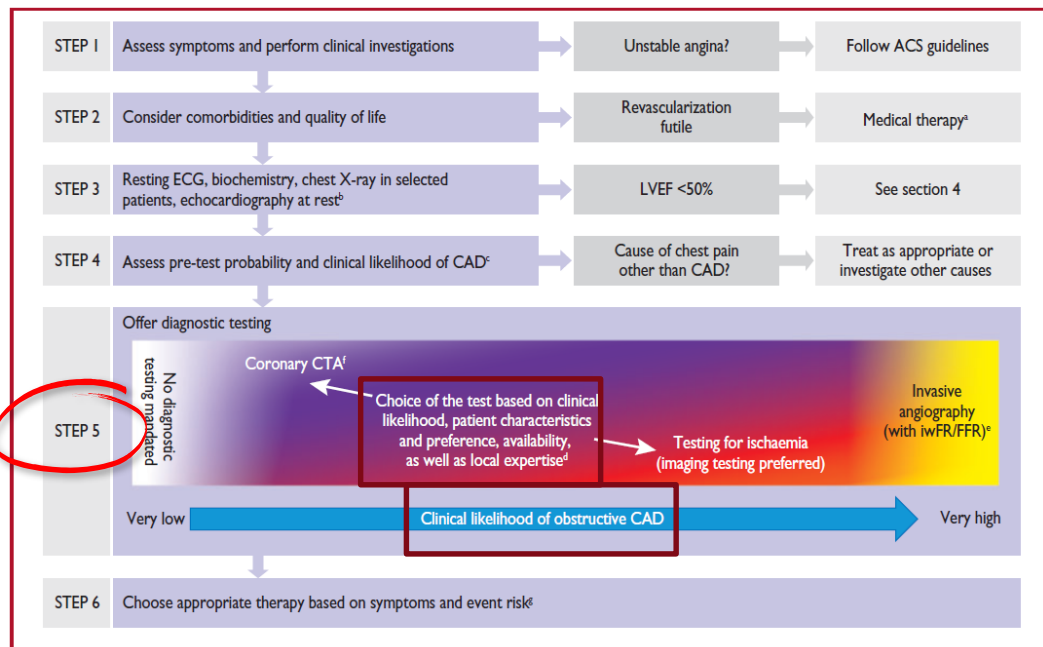 STEP 1
Assess symptoms and perform clinical investigations
Unstable angina?
Follow ACS guidelines
STEP 2
Consider comorbidities and quality of life
Revascularization
futile
Medical therapyᵃ
STEP 3
Resting ECG, biochemistry, chest X-ray in selected
patients, echocardiography at restᵇ
LVEF <50%
See section 4
STEP 4
Assess pre-test probability and clinical likelihood of CADᶜ
Cause of chest pain
other than CAD?
Treat as appropriate or
investigate other causes
STEP 5
Offer diagnostic testing
No diagnostic
testing mandated
Coronary CTAᶠ
Choice of the test based on clinical
likelihood, patient characteristics
and preference, availability,
as well as local expertiseᵈ
Testing for ischaemia
(imaging testing preferred)
Invasive
angiography
(with iwFR/FFR)ᵉ
Very low
Clinical likelihood of obstructive CAD
Very high
STEP 6
Choose appropriate therapy based on symptoms and event riskᵍ